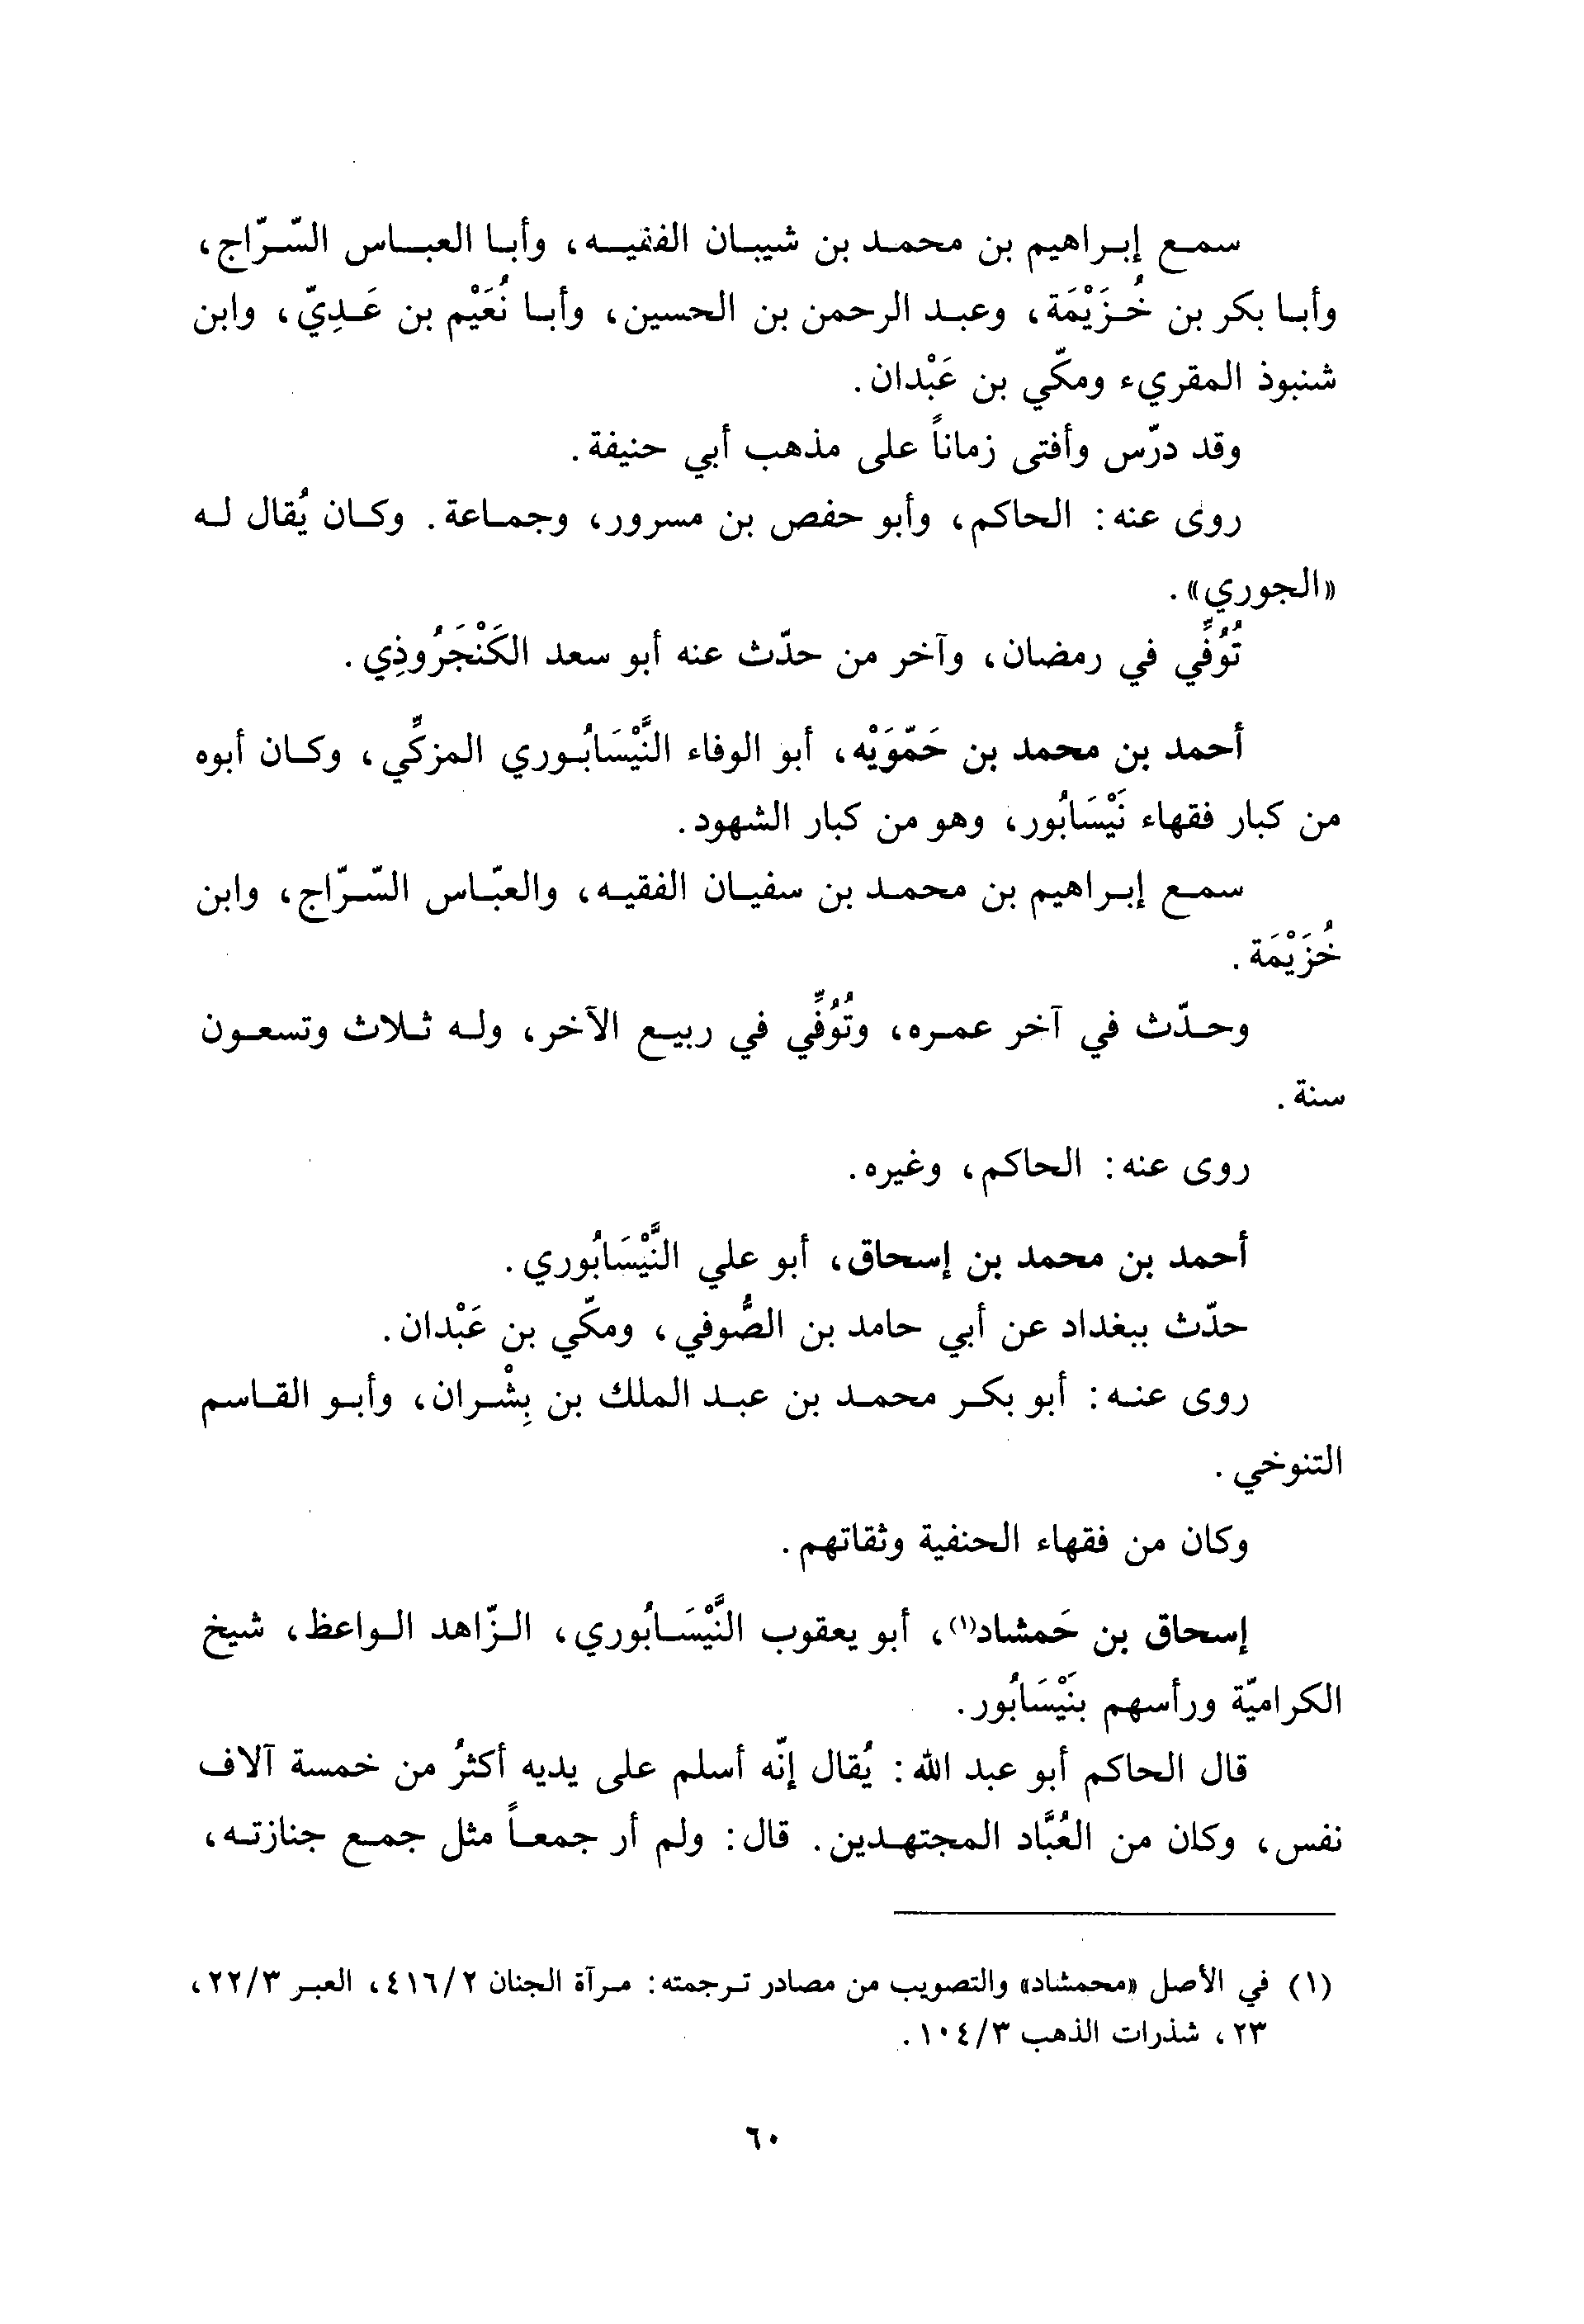 سمع إبراهيم بن محمد بن شيبان الفقيه، وأبا العباس السّرّاج،
وأبا بكر بن خُزَيْمَة، وعبد الرحمن بن الحسين، وأبا نُعَيْم بن عَدِيّ، وابن
شنبوذ المقريء ومكّي بن عَبْدان.
وقد درّس وأفتى زماناً على مذهب أبي حنيفة.
روى عنه: الحاكم، وأبو حفص بن مسرور، وجماعة. وكان يُقال له
«الجوري».
تُوُفِّي في رمضان، وآخر من حدّث عنه أبو سعد الكَنْجَرُوذِي.
أحمد بن محمد بن حَمّوَيْه، أبو الوفاء النَّيْسَابُوري المزكِّي، وكان أبوه
من كبار فقهاء نَيْسَابُور، وهو من كبار الشهود.
سمع إبراهيم بن محمد بن سفيان الفقيه، والعبّاس السّرّاج، وابن
خُزَيْمَة.
وحدّث في آخر عمره، وتُوُفِّي في ربيع الآخر، وله ثلاث وتسعون
سنة.
روى عنه: الحاكم، وغيره.
أحمد بن محمد بن إسحاق، أبو علي النَّيْسَابُوري.
حدّث ببغداد عن أبي حامد بن الصُّوفي، ومكّي بن عَبْدان.
روى عنه: أبو بكر محمد بن عبد الملك بن بِشْران، وأبو القاسم
التنوخي.
وكان من فقهاء الحنفية وثقاتهم.
إسحاق بن حَمشاد(١)، أبو يعقوب النَّيْسَابُوري، الزّاهد الواعظ، شيخ
الكراميّة ورأسهم بنَيْسَابُور.
قال الحاكم أبو عبد الله: يُقال إنّه أسلم على يديه أكثرُ من خمسة آلاف
نفس، وكان من العُبَّاد المجتهدين. قال: ولم أر جمعاً مثل جمع جنازته،
(١) في الأصل «محمشاد» والتصويب من مصادر ترجمته: مرآة الجنان ٤١٦/٢، العبر ٢٢/٣،
٢٣، شذرات الذهب ١٠٤/٣.
٦٠